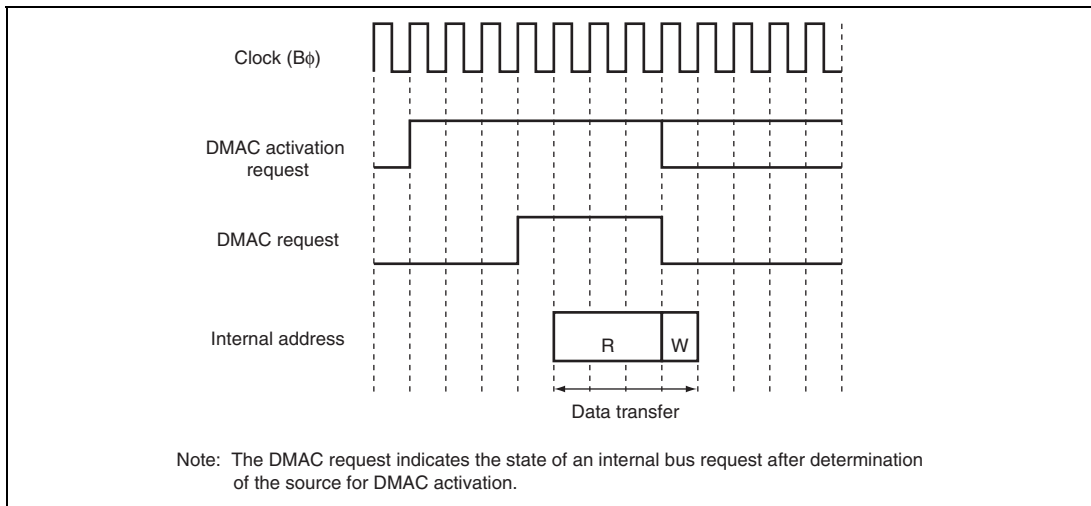 Clock (Bϕ)
DMAC activation
request
DMAC request
Internal address
R
W
Data transfer
Note: The DMAC request indicates the state of an internal bus request after determination
of the source for DMAC activation.